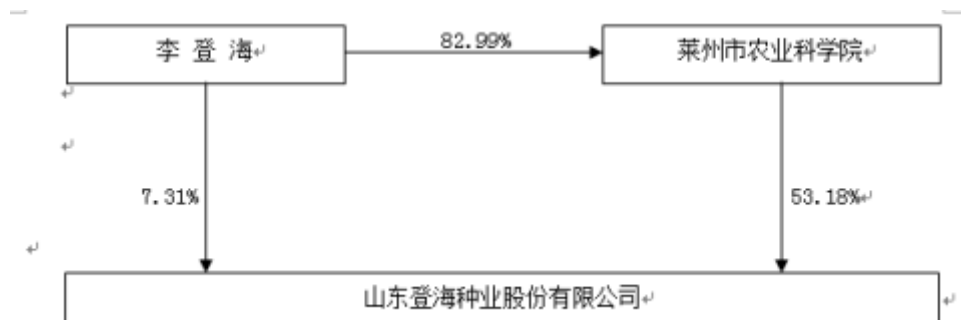 李 登 海
82.99%
莱州市农业科学院
7.31%
53.18%
山东登海种业股份有限公司